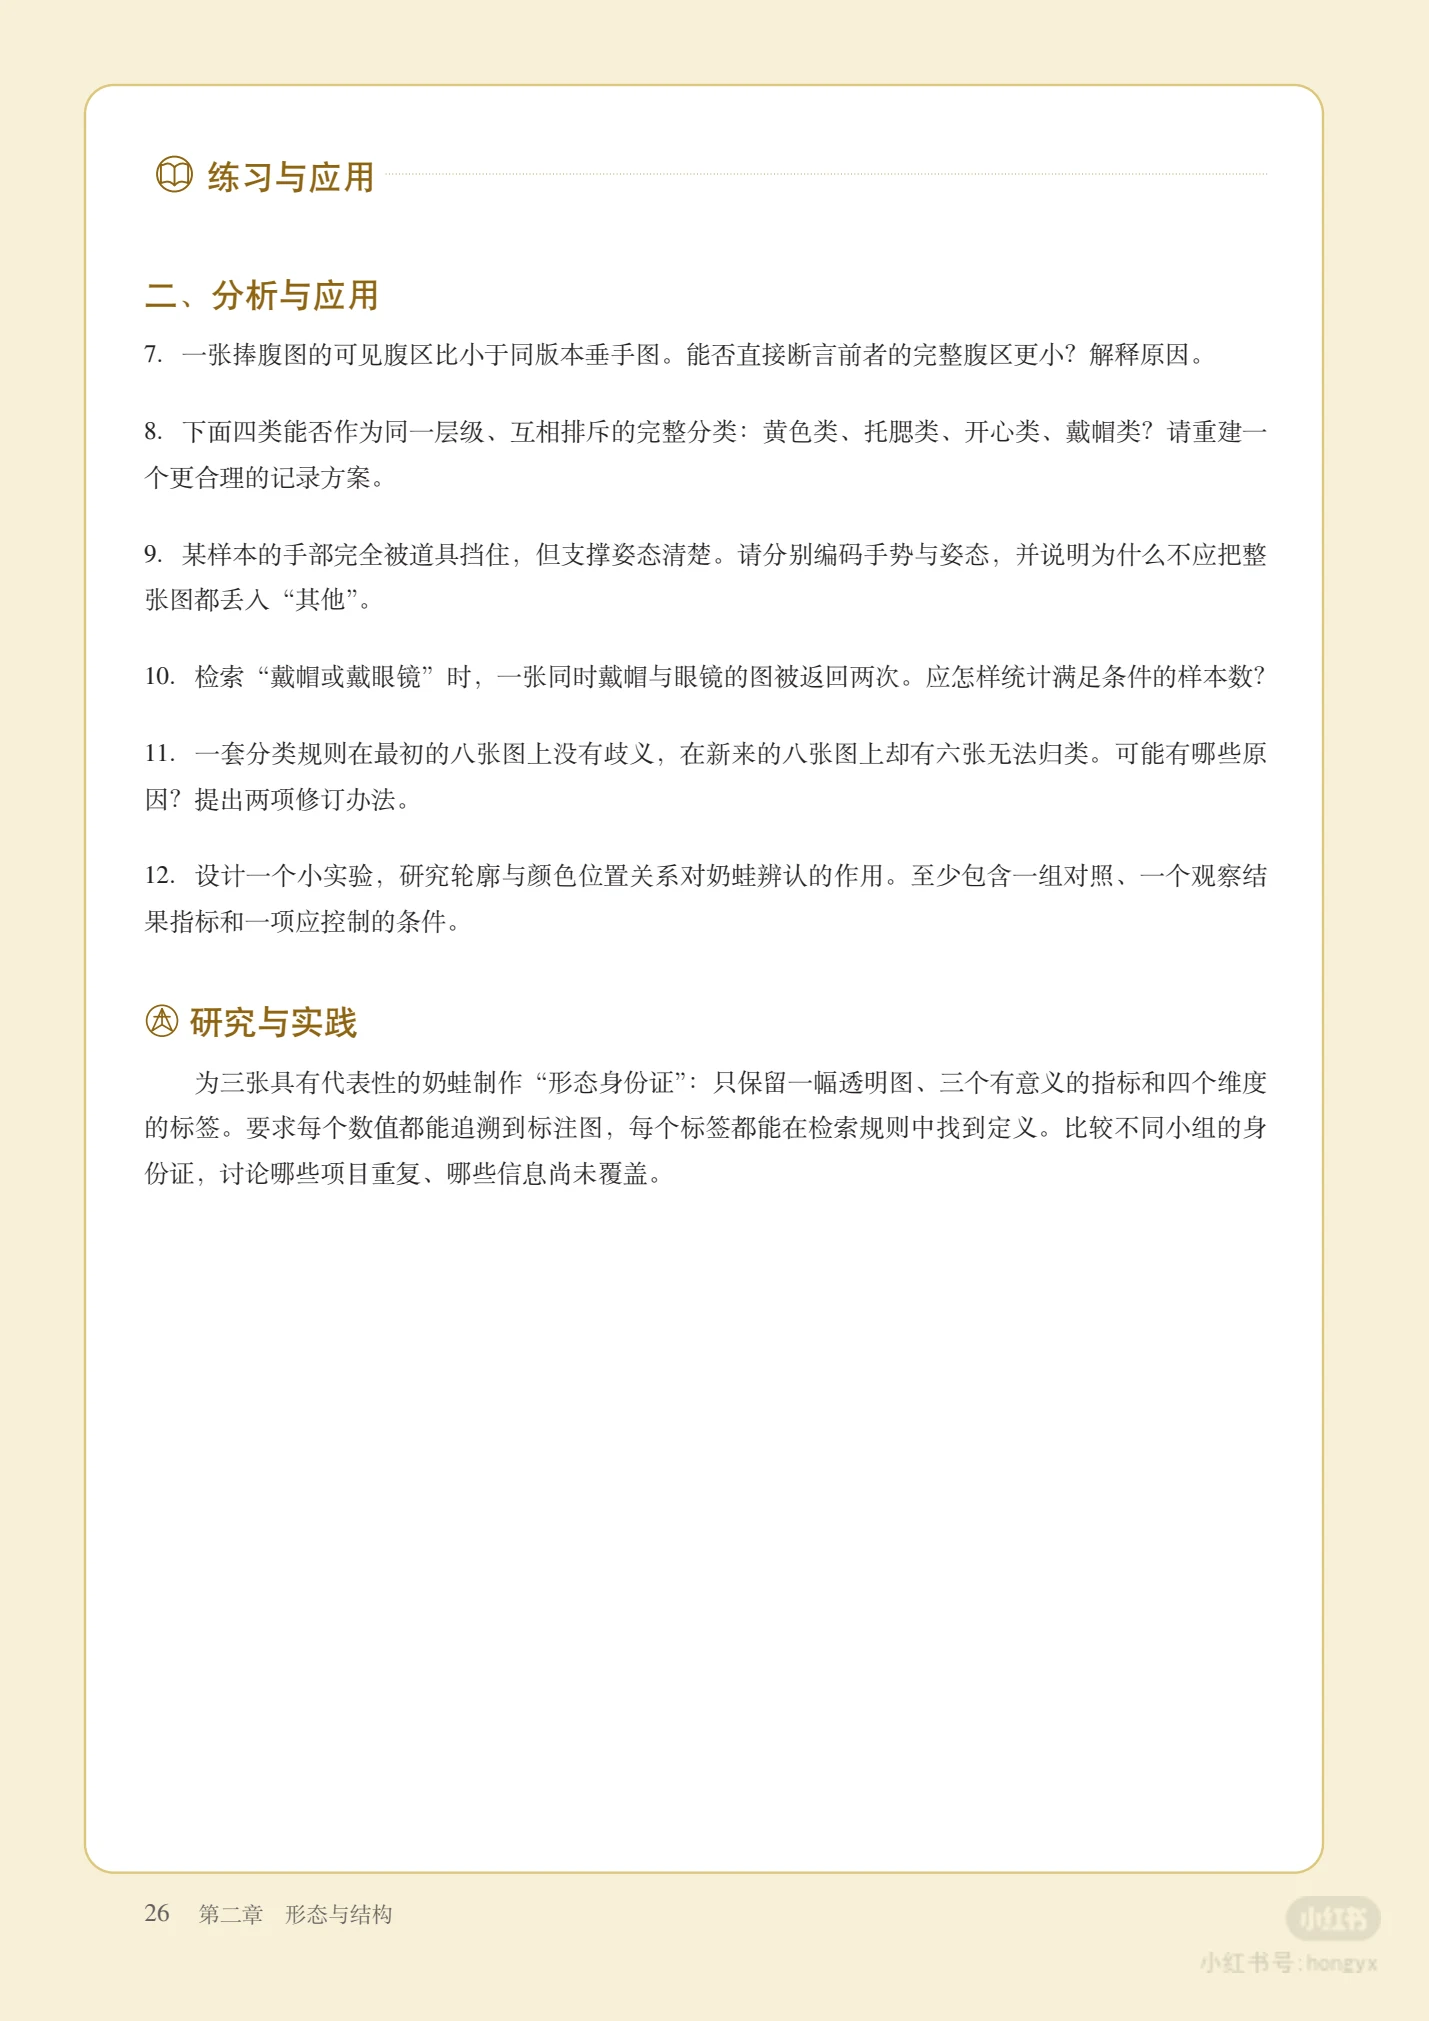 练习与应用
二、分析与应用
7. 一张捧腹图的可见腹区比小于同版本垂手图。能否直接断言前者的完整腹区更小？解释原因。
8. 下面四类能否作为同一层级、互相排斥的完整分类：黄色类、托腮类、开心类、戴帽类？请重建一
个更合理的记录方案。
9. 某样本的手部完全被道具挡住，但支撑姿态清楚。请分别编码手势与姿态，并说明为什么不应把整
张图都丢入“其他”。
10. 检索“戴帽或戴眼镜”时，一张同时戴帽与眼镜的图被返回两次。应怎样统计满足条件的样本数？
11. 一套分类规则在最初的八张图上没有歧义，在新来的八张图上却有六张无法归类。可能有哪些原
因？提出两项修订办法。
12. 设计一个小实验，研究轮廓与颜色位置关系对奶蛙辨认的作用。至少包含一组对照、一个观察结
果指标和一项应控制的条件。
研究与实践
为三张具有代表性的奶蛙制作“形态身份证”：只保留一幅透明图、三个有意义的指标和四个维度
的标签。要求每个数值都能追溯到标注图，每个标签都能在检索规则中找到定义。比较不同小组的身
份证，讨论哪些项目重复、哪些信息尚未覆盖。
26 第二章 形态与结构
小红书
小红书号:hongyx